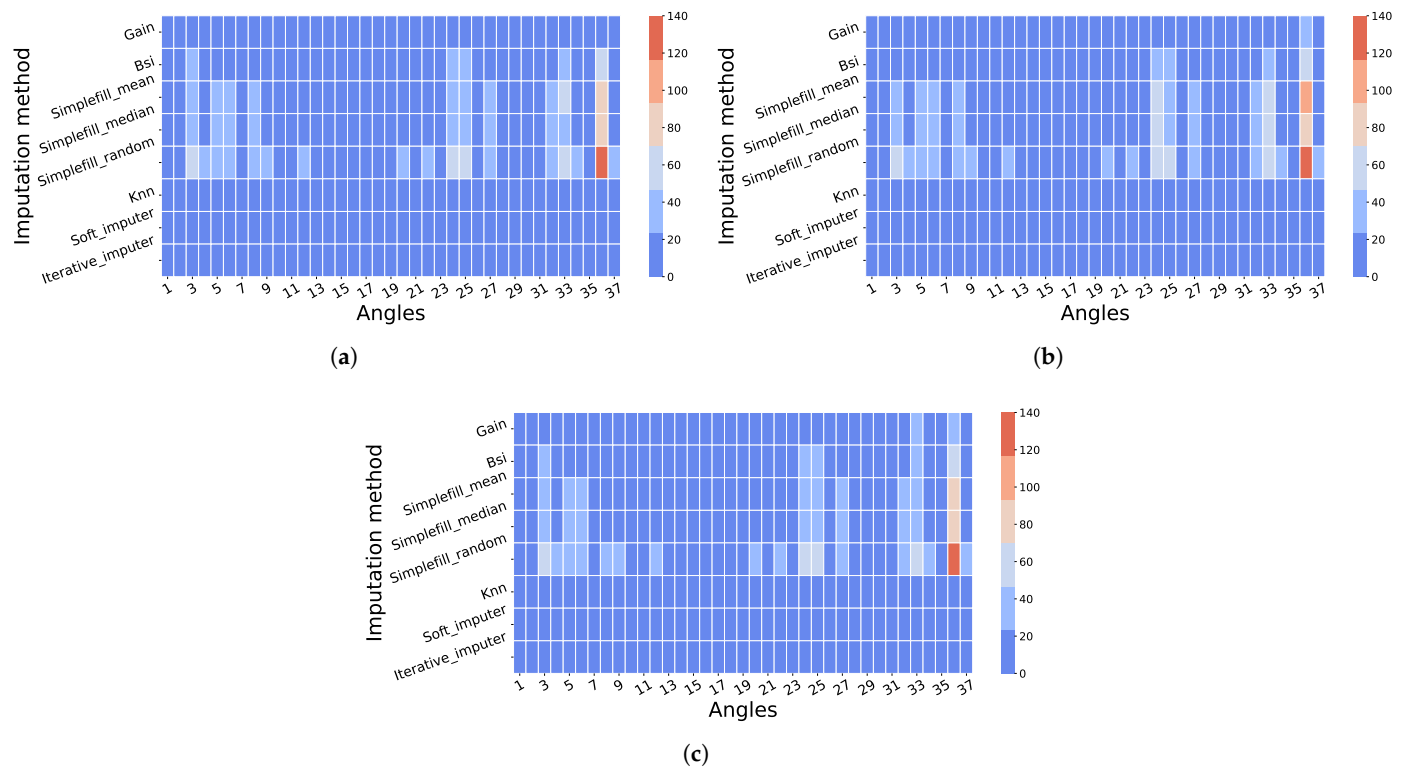 Imputation method
Gain
Bsi
Simplefill_mean
Simplefill_median
Simplefill_random
Knn
Soft_imputer
Iterative_imputer
1 3 5 7 9 11 13 15 17 19 21 23 25 27 29 31 33 35 37
Angles
140
120
100
80
60
40
20
0
(a)
Imputation method
Gain
Bsi
Simplefill_mean
Simplefill_median
Simplefill_random
Knn
Soft_imputer
Iterative_imputer
1 3 5 7 9 11 13 15 17 19 21 23 25 27 29 31 33 35 37
Angles
140
120
100
80
60
40
20
0
(b)
Imputation method
Gain
Bsi
Simplefill_mean
Simplefill_median
Simplefill_random
Knn
Soft_imputer
Iterative_imputer
1 3 5 7 9 11 13 15 17 19 21 23 25 27 29 31 33 35 37
Angles
140
120
100
80
60
40
20
0
(c)